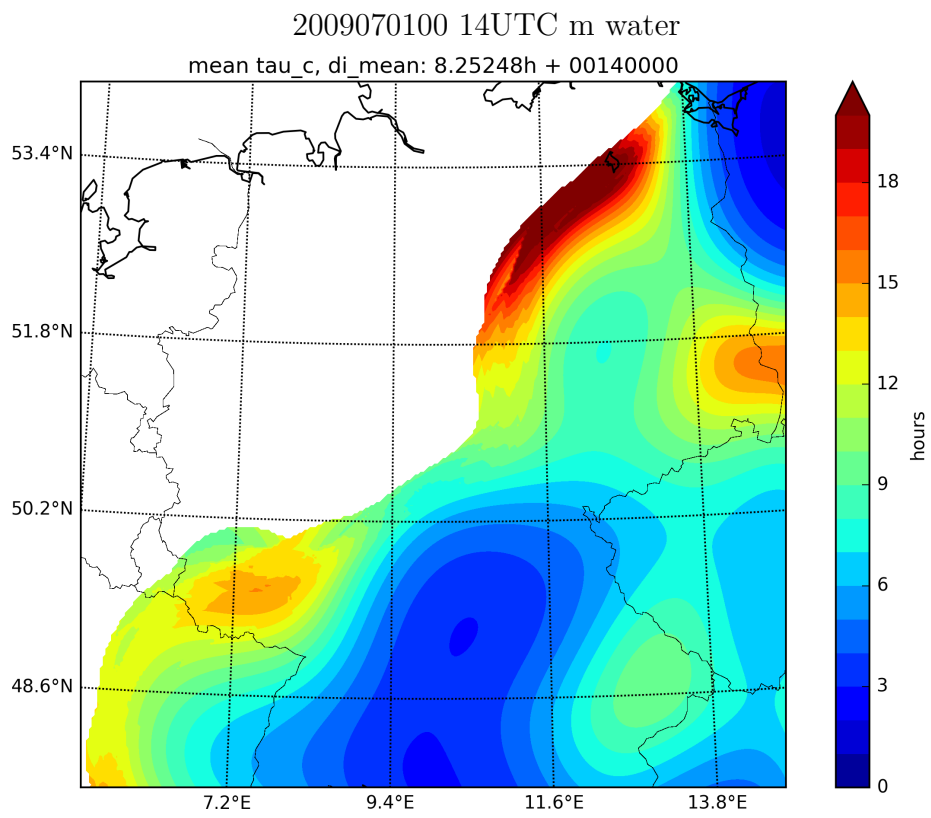 2009070100 14UTC m water
mean tau_c, di_mean: 8.25248h + 00140000
53.4°N
51.8°N
50.2°N
48.6°N
7.2°E
9.4°E
11.6°E
13.8°E
18
15
12
9
6
3
0
hours